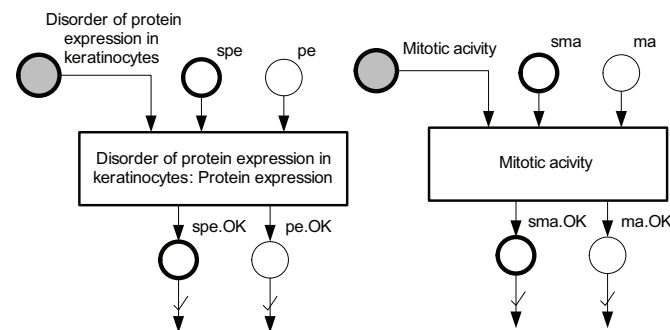 Disorder of protein
expression in
keratinocytes
spe
pe
Disorder of protein expression in
keratinocytes: Protein expression
spe.OK
pe.OK
Mitotic acivity
sma
ma
Mitotic acivity
sma.OK
ma.OK